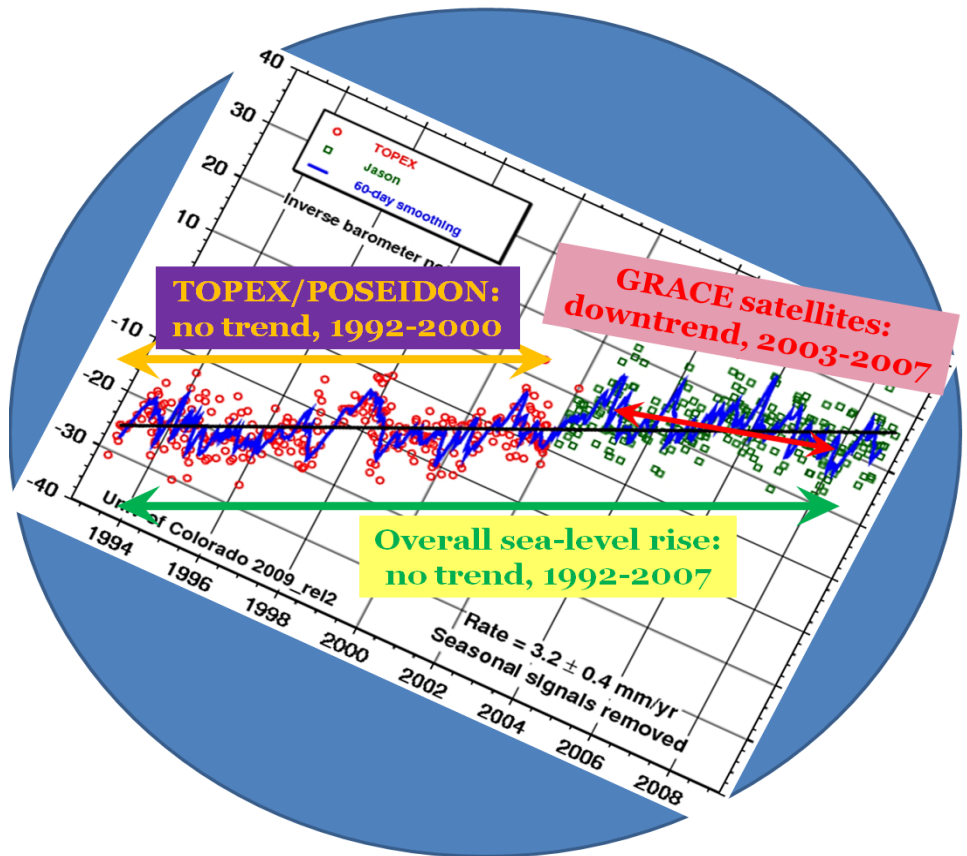 40
30
20
10
-10
-20
-30
-40
TOPEX
Jason
60-day smoothing
Inverse barometer
TOPEX/POSEIDON:
no trend, 1992-2000
GRACE satellites:
downtrend, 2003-2007
Overall sea-level rise:
no trend, 1992-2007
of Colorado 2009_rel2
Rate = 3.2 ± 0.4 mm/yr
Seasonal signals removed
1994
1996
1998
2000
2002
2004
2006
2008